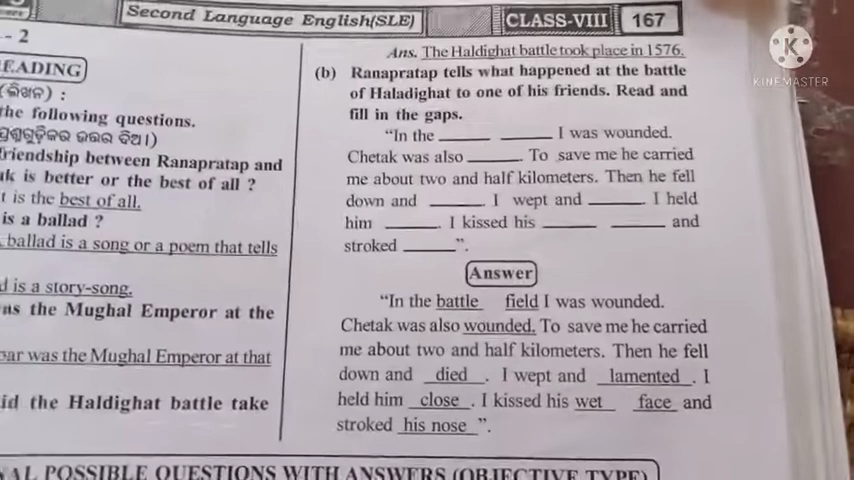 Second Language English(SLE) CLASS-VIII 167
- 2
EADING
(ଲିଖନ) :
the following questions.
ପ୍ରଶ୍ନଗୁଡ଼ିକର ଉତ୍ତର ଦିଅ।)
friendship between Ranapratap and
ak is better or the best of all ?
t is the best of all.
is a ballad ?
ballad is a song or a poem that tells
d is a story-song.
as the Mughal Emperor at the
bar was the Mughal Emperor at that
id the Haldighat battle take
Ans. The Haldighat battle took place in 1576.
(b) Ranapratap tells what happened at the battle
of Haladighat to one of his friends. Read and
fill in the gaps.
“In the ______ ______ I was wounded.
Chetak was also ______. To save me he carried
me about two and half kilometers. Then he fell
down and ______. I wept and ______. I held
him ______. I kissed his ______ ______ and
stroked ______”.
Answer
“In the battle field I was wounded.
Chetak was also wounded. To save me he carried
me about two and half kilometers. Then he fell
down and died . I wept and lamented . I
held him close . I kissed his wet face and
stroked his nose ”.
AL POSSIBLE QUESTIONS WITH ANSWERS (OBJECTIVE TYPE)
K
KINEMASTER